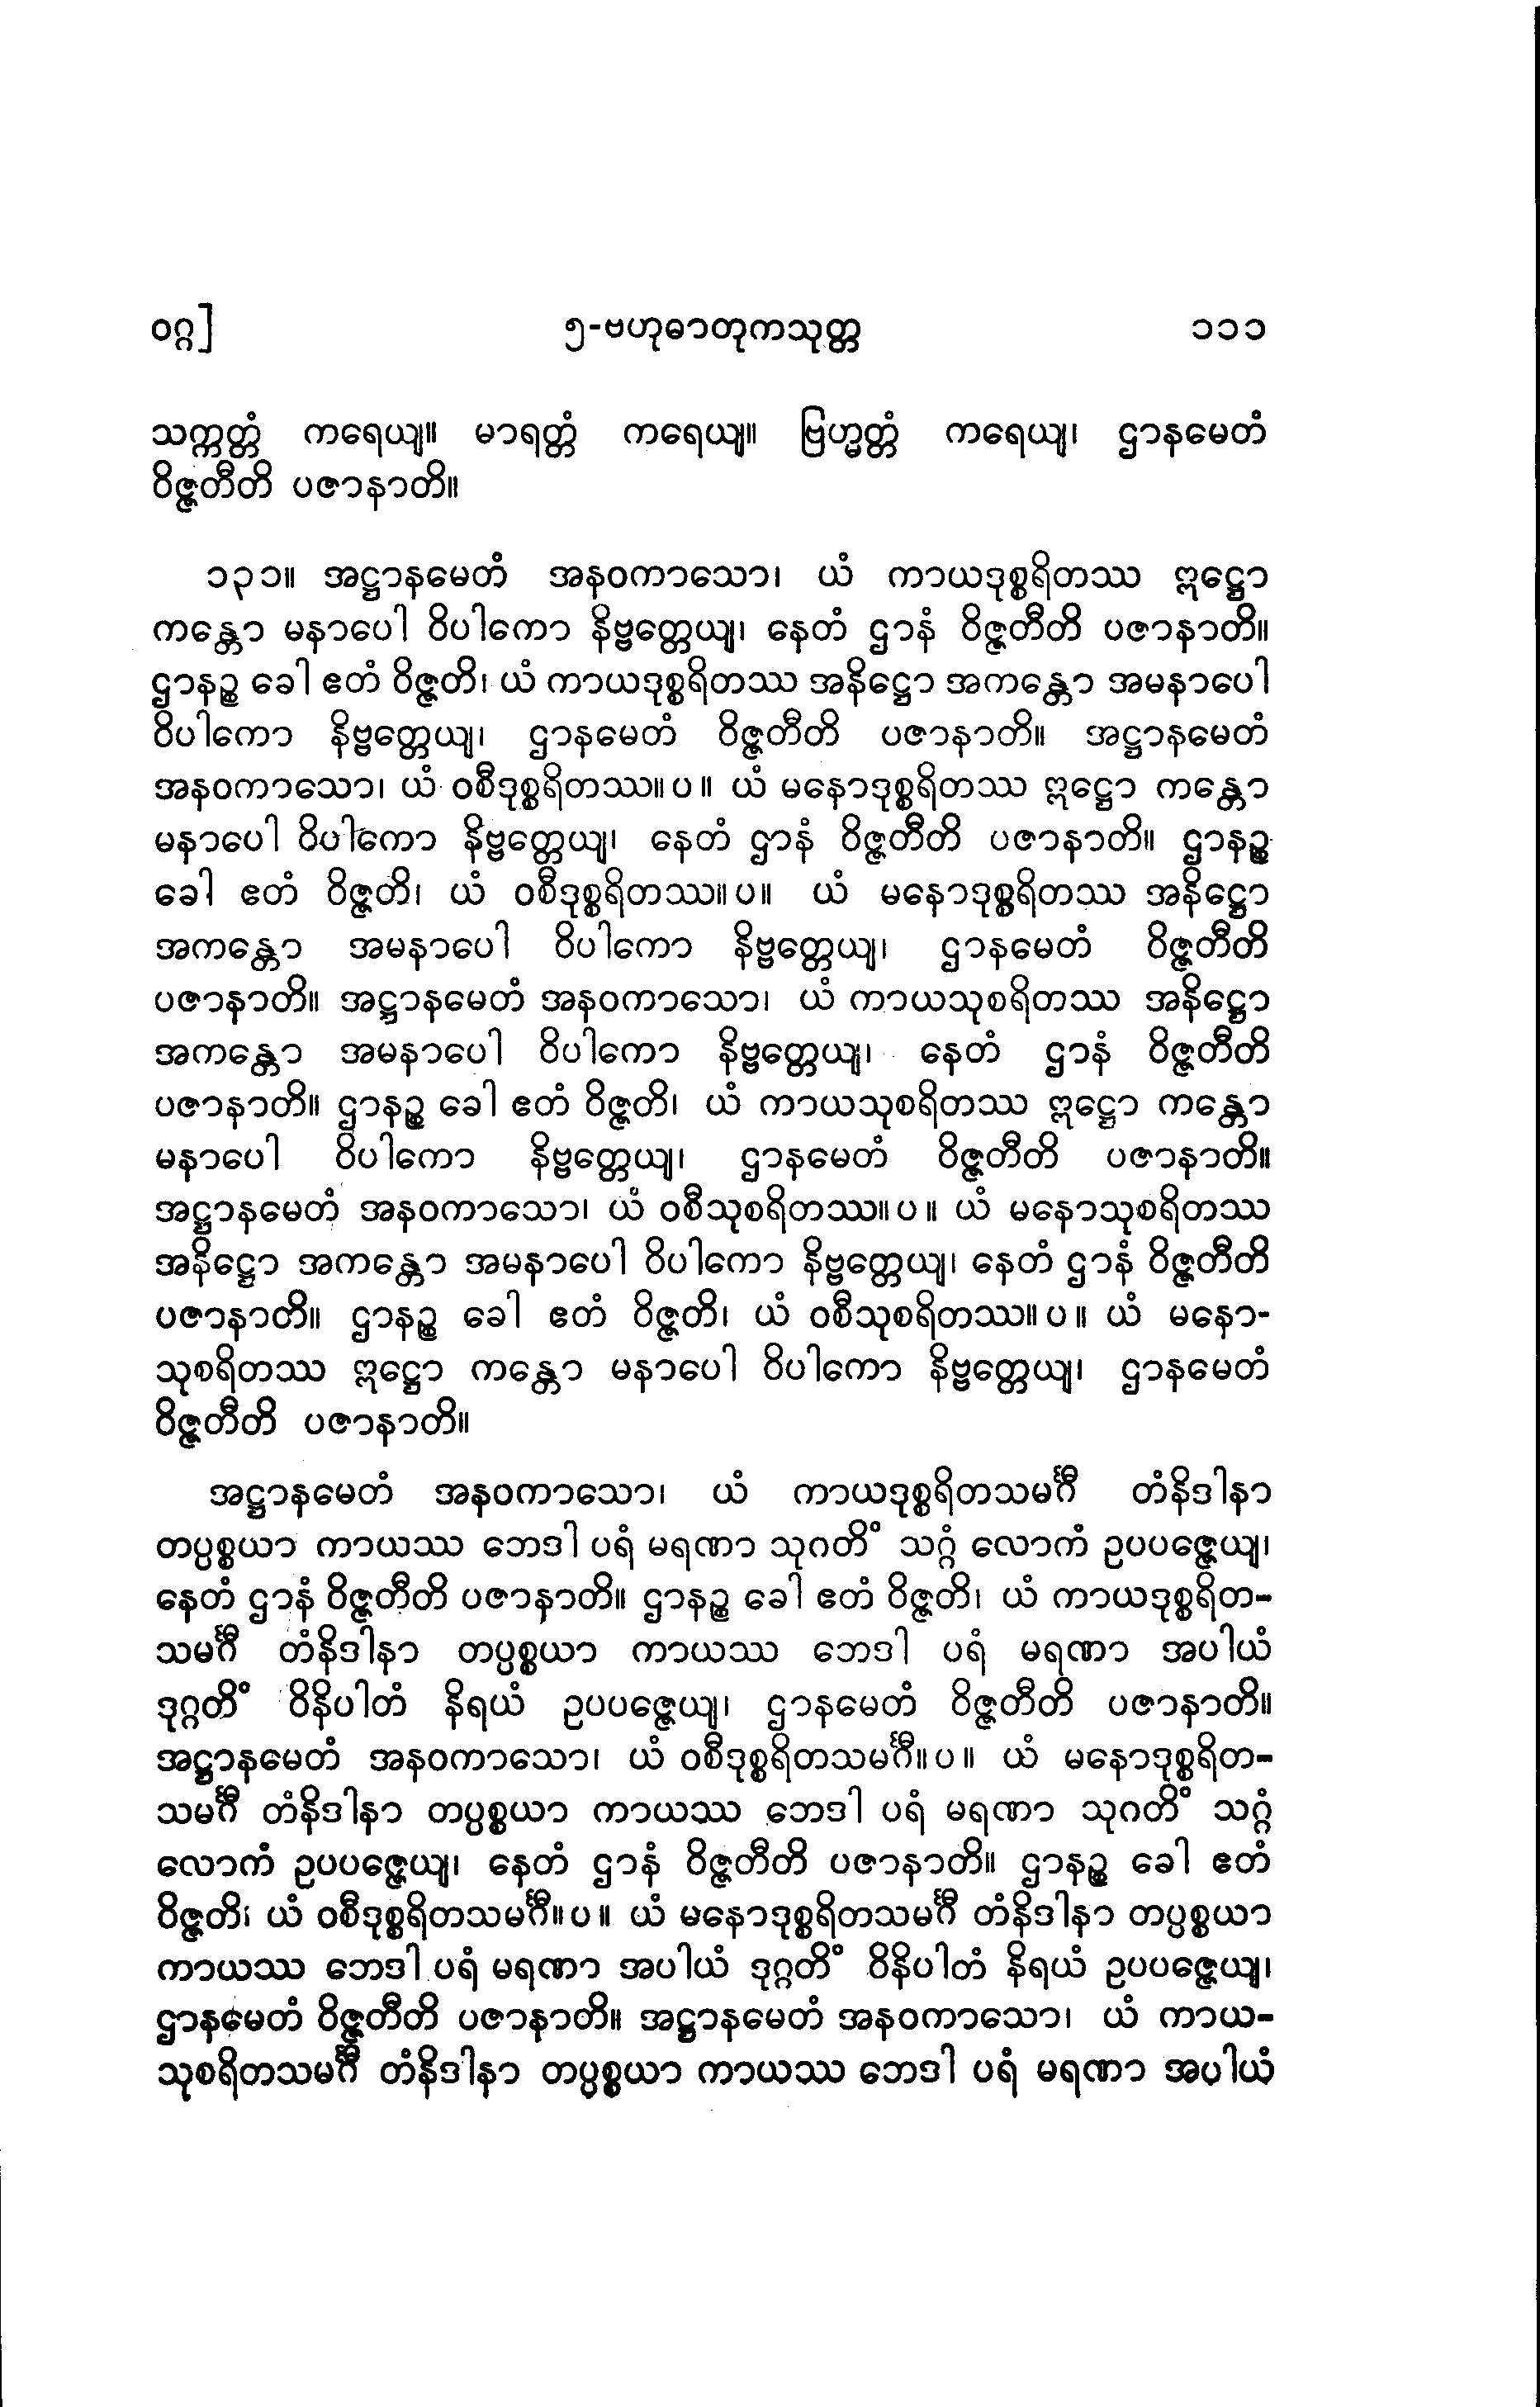 ဝဂ္ဂ] ၅-ဗဟုဓာတုကသုတ္တ ၁၁၁
သက္ကတ္တံ ကရေယျ။ မာရတ္တံ ကရေယျ။ ဗြဟ္မတ္တံ ကရေယျ၊ ဌာနမေတံ
ဝိဇ္ဇတီတိ ပဇာနာတိ။
၁၃၁။ အဋ္ဌာနမေတံ အနဝကာသော၊ ယံ ကာယဒုစ္စရိတဿ ဣဋ္ဌော
ကန္တော မနာပေါ ဝိပါကော နိဗ္ဗတ္တေယျ၊ နေတံ ဌာနံ ဝိဇ္ဇတီတိ ပဇာနာတိ။
ဌာနဉ္စ ခေါ ဧတံ ဝိဇ္ဇတိ၊ ယံ ကာယဒုစ္စရိတဿ အနိဋ္ဌော အကန္တော အမနာပေါ
ဝိပါကော နိဗ္ဗတ္တေယျ၊ ဌာနမေတံ ဝိဇ္ဇတီတိ ပဇာနာတိ။ အဋ္ဌာနမေတံ
အနဝကာသော၊ ယံ ဝစီဒုစ္စရိတဿ။ပ။ ယံ မနောဒုစ္စရိတဿ ဣဋ္ဌော ကန္တော
မနာပေါ ဝိပါကော နိဗ္ဗတ္တေယျ၊ နေတံ ဌာနံ ဝိဇ္ဇတီတိ ပဇာနာတိ။ ဌာနဉ္စ
ခေါ ဧတံ ဝိဇ္ဇတိ၊ ယံ ဝစီဒုစ္စရိတဿ။ပ။ ယံ မနောဒုစ္စရိတဿ အနိဋ္ဌော
အကန္တော အမနာပေါ ဝိပါကော နိဗ္ဗတ္တေယျ၊ ဌာနမေတံ ဝိဇ္ဇတီတိ
ပဇာနာတိ။ အဋ္ဌာနမေတံ အနဝကာသော၊ ယံ ကာယသုစရိတဿ အနိဋ္ဌော
အကန္တော အမနာပေါ ဝိပါကော နိဗ္ဗတ္တေယျ၊ နေတံ ဌာနံ ဝိဇ္ဇတီတိ
ပဇာနာတိ။ ဌာနဉ္စ ခေါ ဧတံ ဝိဇ္ဇတိ၊ ယံ ကာယသုစရိတဿ ဣဋ္ဌော ကန္တော
မနာပေါ ဝိပါကော နိဗ္ဗတ္တေယျ၊ ဌာနမေတံ ဝိဇ္ဇတီတိ ပဇာနာတိ။
အဋ္ဌာနမေတံ အနဝကာသော၊ ယံ ဝစီသုစရိတဿ။ပ။ ယံ မနောသုစရိတဿ
အနိဋ္ဌော အကန္တော အမနာပေါ ဝိပါကော နိဗ္ဗတ္တေယျ၊ နေတံ ဌာနံ ဝိဇ္ဇတီတိ
ပဇာနာတိ။ ဌာနဉ္စ ခေါ ဧတံ ဝိဇ္ဇတိ၊ ယံ ဝစီသုစရိတဿ။ပ။ ယံ မနော-
သုစရိတဿ ဣဋ္ဌော ကန္တော မနာပေါ ဝိပါကော နိဗ္ဗတ္တေယျ၊ ဌာနမေတံ
ဝိဇ္ဇတီတိ ပဇာနာတိ။
အဋ္ဌာနမေတံ အနဝကာသော၊ ယံ ကာယဒုစ္စရိတသမင်္ဂီ တံနိဒါနာ
တပ္ပစ္စယာ ကာယဿ ဘေဒါ ပရံ မရဏာ သုဂတိံ သဂ္ဂံ လောကံ ဥပပဇ္ဇေယျ၊
နေတံ ဌာနံ ဝိဇ္ဇတီတိ ပဇာနာတိ။ ဌာနဉ္စ ခေါ ဧတံ ဝိဇ္ဇတိ၊ ယံ ကာယဒုစ္စရိတ-
သမင်္ဂီ တံနိဒါနာ တပ္ပစ္စယာ ကာယဿ ဘေဒါ ပရံ မရဏာ အပါယံ
ဒုဂ္ဂတိံ ဝိနိပါတံ နိရယံ ဥပပဇ္ဇေယျ၊ ဌာနမေတံ ဝိဇ္ဇတီတိ ပဇာနာတိ။
အဋ္ဌာနမေတံ အနဝကာသော၊ ယံ ဝစီဒုစ္စရိတသမင်္ဂီ။ပ။ ယံ မနောဒုစ္စရိတ-
သမင်္ဂီ တံနိဒါနာ တပ္ပစ္စယာ ကာယဿ ဘေဒါ ပရံ မရဏာ သုဂတိံ သဂ္ဂံ
လောကံ ဥပပဇ္ဇေယျ၊ နေတံ ဌာနံ ဝိဇ္ဇတီတိ ပဇာနာတိ။ ဌာနဉ္စ ခေါ ဧတံ
ဝိဇ္ဇတိ၊ ယံ ဝစီဒုစ္စရိတသမင်္ဂီ။ပ။ ယံ မနောဒုစ္စရိတသမင်္ဂီ တံနိဒါနာ တပ္ပစ္စယာ
ကာယဿ ဘေဒါ ပရံ မရဏာ အပါယံ ဒုဂ္ဂတိံ ဝိနိပါတံ နိရယံ ဥပပဇ္ဇေယျ၊
ဌာနမေတံ ဝိဇ္ဇတီတိ ပဇာနာတိ။ အဋ္ဌာနမေတံ အနဝကာသော၊ ယံ ကာယ-
သုစရိတသမင်္ဂီ တံနိဒါနာ တပ္ပစ္စယာ ကာယဿ ဘေဒါ ပရံ မရဏာ အပါယံ